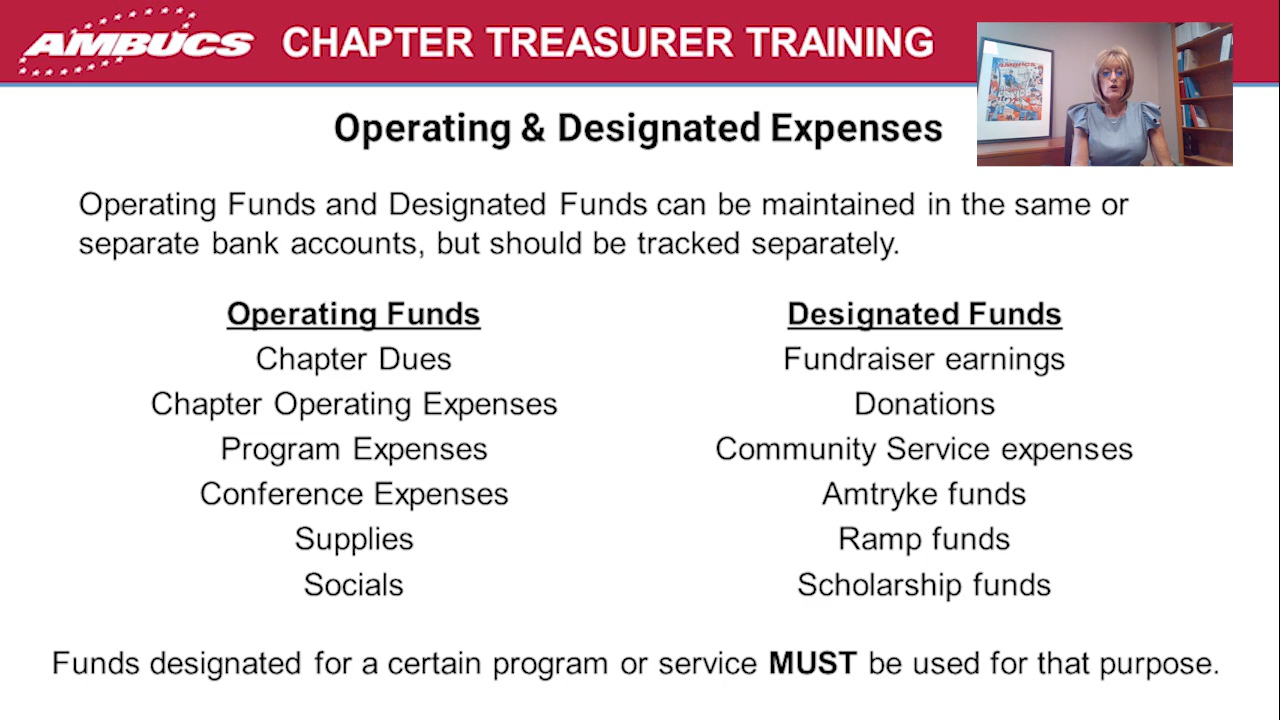 AMBUCS CHAPTER TREASURER TRAINING
AMBUCS
Operating & Designated Expenses
Operating Funds and Designated Funds can be maintained in the same or
separate bank accounts, but should be tracked separately.
Operating Funds
Chapter Dues
Chapter Operating Expenses
Program Expenses
Conference Expenses
Supplies
Socials
Designated Funds
Fundraiser earnings
Donations
Community Service expenses
Amtryke funds
Ramp funds
Scholarship funds
Funds designated for a certain program or service MUST be used for that purpose.